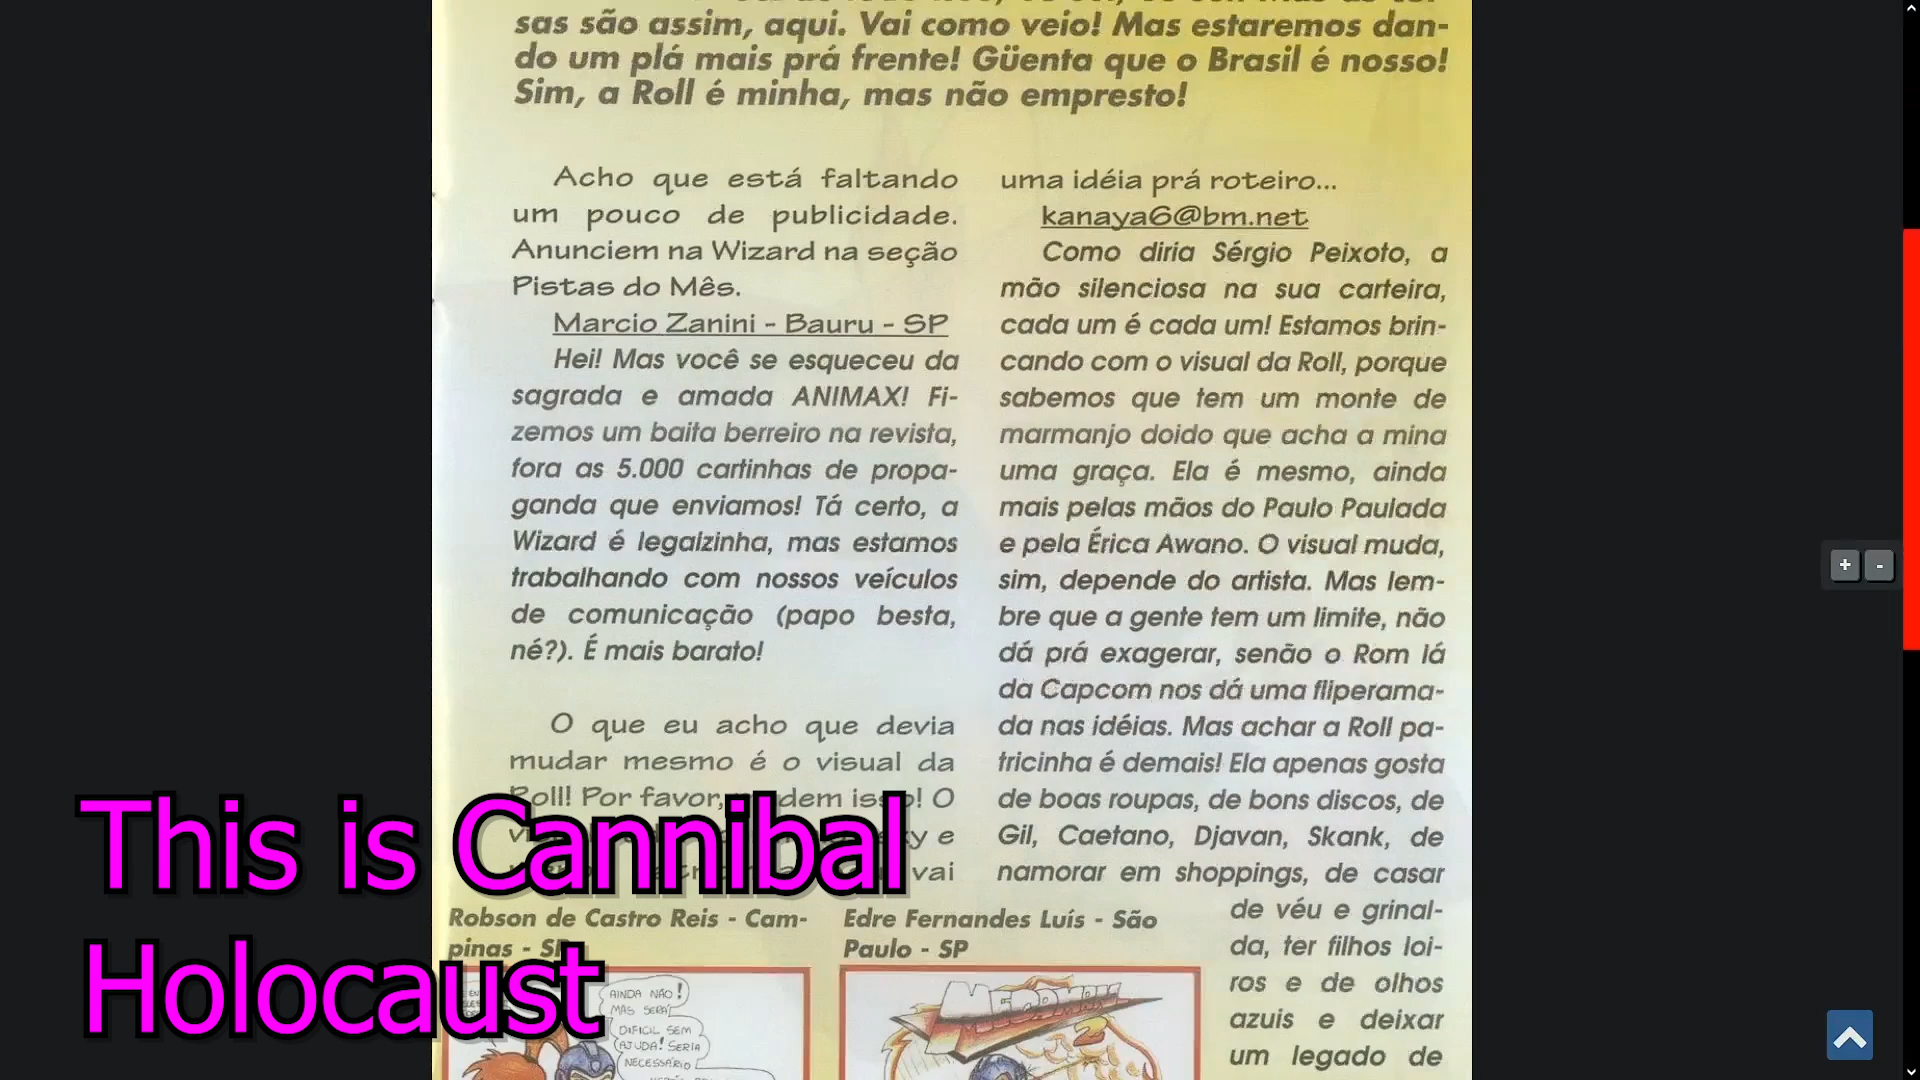 sas são assim, aqui. Vai como veio! Mas estaremos dan-
do um plá mais prá frente! Güenta que o Brasil é nosso!
Sim, a Roll é minha, mas não empresto!
Acho que está faltando
um pouco de publicidade.
Anunciem na Wizard na seção
Pistas do Mês.
Marcio Zanini - Bauru - SP
Hei! Mas você se esqueceu da
sagrada e amada ANIMAX! Fi-
zemos um baita berreiro na revista,
fora as 5.000 cartinhas de propa-
ganda que enviamos! Tá certo, a
Wizard é legalzinha, mas estamos
trabalhando com nossos veículos
de comunicação (papo besta,
né?). É mais barato!
O que eu acho que devia
mudar mesmo é o visual da
Roll! Por favor, isso! O
e
vai
uma idéia prá roteiro...
kanaya6@bm.net
Como diria Sérgio Peixoto, a
mão silenciosa na sua carteira,
cada um é cada um! Estamos brin-
cando com o visual da Roll, porque
sabemos que tem um monte de
marmanjo doido que acha a mina
uma graça. Ela é mesmo, ainda
mais pelas mãos do Paulo Paulada
e pela Érica Awano. O visual muda,
sim, depende do artista. Mas lem-
bre que a gente tem um limite, não
dá prá exagerar, senão o Rom lá
da Capcom nos dá uma fliperama-
da nas idéias. Mas achar a Roll pa-
tricinha é demais! Ela apenas gosta
de boas roupas, de bons discos, de
Gil, Caetano, Djavan, Skank, de
namorar em shoppings, de casar
de véu e grinal-
da, ter filhos loi-
ros e de olhos
azuis e deixar
um legado de
Robson de Castro Reis - Cam-
pinas - SP
Edre Fernandes Luís - São
Paulo - SP
AINDA NÃO!
MAS SERÁ
DIFICIL SEM
AJUDA! SERIA
NECESSÁRIO
MEGAMAN
2
This is Cannibal
Holocaust
+ -